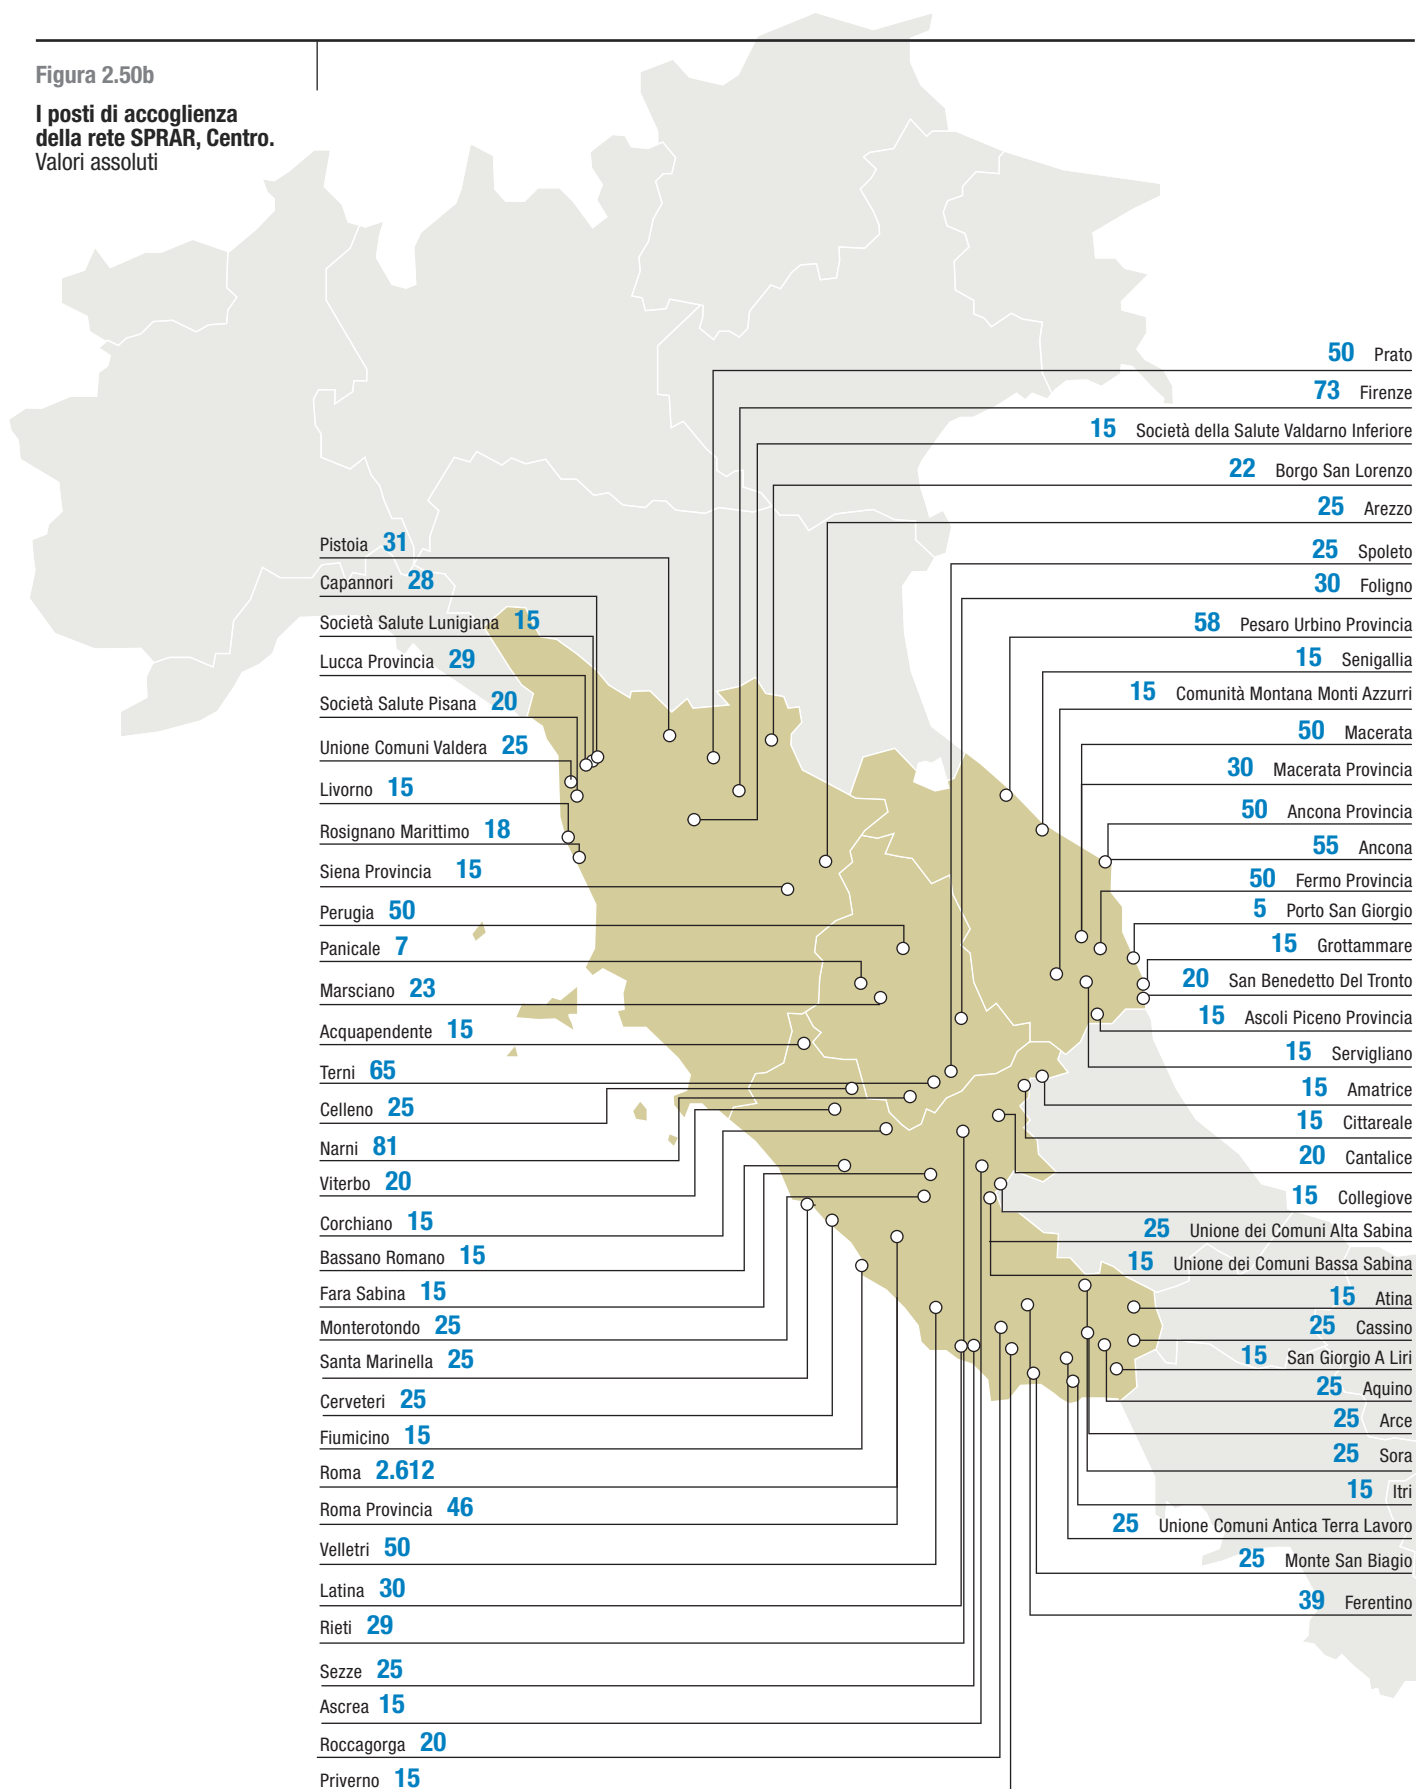 Figura 2.50b
I posti di accoglienza
della rete SPRAR, Centro.
Valori assoluti
50 Prato
73 Firenze
15 Società della Salute Valdarno Inferiore
22 Borgo San Lorenzo
25 Arezzo
25 Spoleto
30 Foligno
58 Pesaro Urbino Provincia
15 Senigallia
15 Comunità Montana Monti Azzurri
50 Macerata
30 Macerata Provincia
50 Ancona Provincia
55 Ancona
50 Fermo Provincia
5 Porto San Giorgio
15 Grottammare
20 San Benedetto Del Tronto
15 Ascoli Piceno Provincia
15 Servigliano
15 Amatrice
15 Cittareale
20 Cantalice
15 Collegiove
25 Unione dei Comuni Alta Sabina
15 Unione dei Comuni Bassa Sabina
15 Atina
25 Cassino
15 San Giorgio A Liri
25 Aquino
25 Arce
25 Sora
15 Itri
25 Unione Comuni Antica Terra Lavoro
25 Monte San Biagio
39 Ferentino
Pistoia 31
Capannori 28
Società Salute Lunigiana 15
Lucca Provincia 29
Società Salute Pisana 20
Unione Comuni Valdera 25
Livorno 15
Rosignano Marittimo 18
Siena Provincia 15
Perugia 50
Panicale 7
Marsciano 23
Acquapendente 15
Terni 65
Celleno 25
Narni 81
Viterbo 20
Corchiano 15
Bassano Romano 15
Fara Sabina 15
Monterotondo 25
Santa Marinella 25
Cerveteri 25
Fiumicino 15
Roma 2.612
Roma Provincia 46
Velletri 50
Latina 30
Rieti 29
Sezze 25
Ascrea 15
Roccagorga 20
Priverno 15